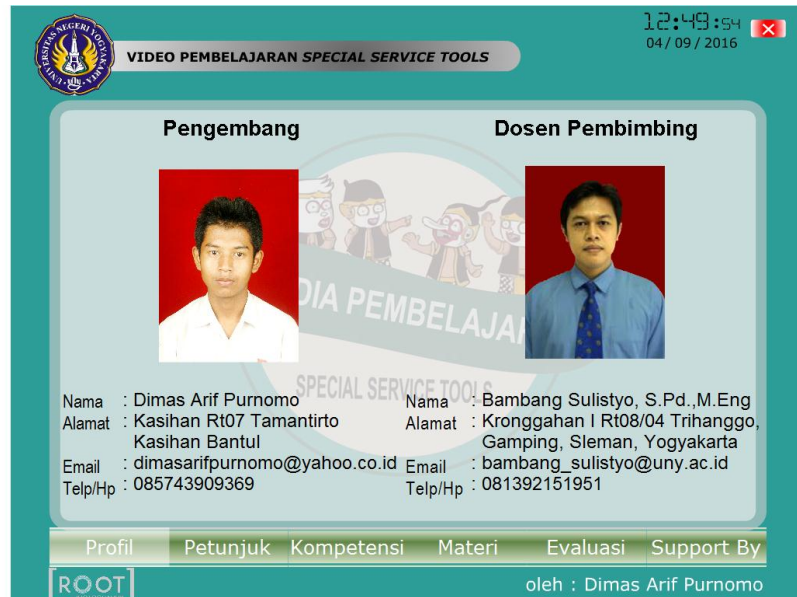 UNIVERSITAS NEGERI YOGYAKARTA
VIDEO PEMBELAJARAN SPECIAL SERVICE TOOLS
12:49:54
04/09/2016
Pengembang
Dosen Pembimbing
DIA PEMBELAJAR
SPECIAL SERVICE TOOLS
Nama : Dimas Arif Purnomo
Alamat : Kasihan Rt07 Tamantirto
Kasihan Bantul
Email : dimasarifpurnomo@yahoo.co.id
Telp/Hp : 085743909369
Nama : Bambang Sulistyo, S.Pd.,M.Eng
Alamat : Kronggahan I Rt08/04 Trihanggo,
Gamping, Sleman, Yogyakarta
Email : bambang_sulistyo@uny.ac.id
Telp/Hp : 081392151951
Profil Petunjuk Kompetensi Materi Evaluasi Support By
ROOT
oleh : Dimas Arif Purnomo